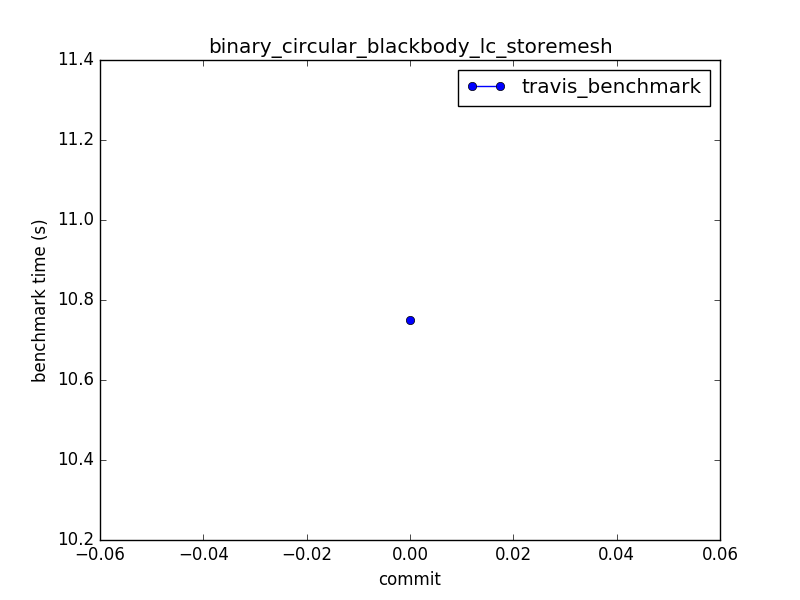 binary_circular_blackbody_lc_storemesh
travis_benchmark
11.4
11.2
11.0
10.8
10.6
10.4
10.2
benchmark time (s)
−0.06 −0.04 −0.02 0.00 0.02 0.04 0.06
commit